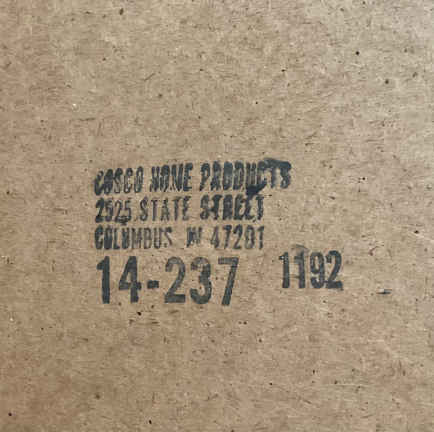 COSCO HOME PRODUCTS
2525 STATE STREET
COLUMBUS IN 47201
14-237 1192